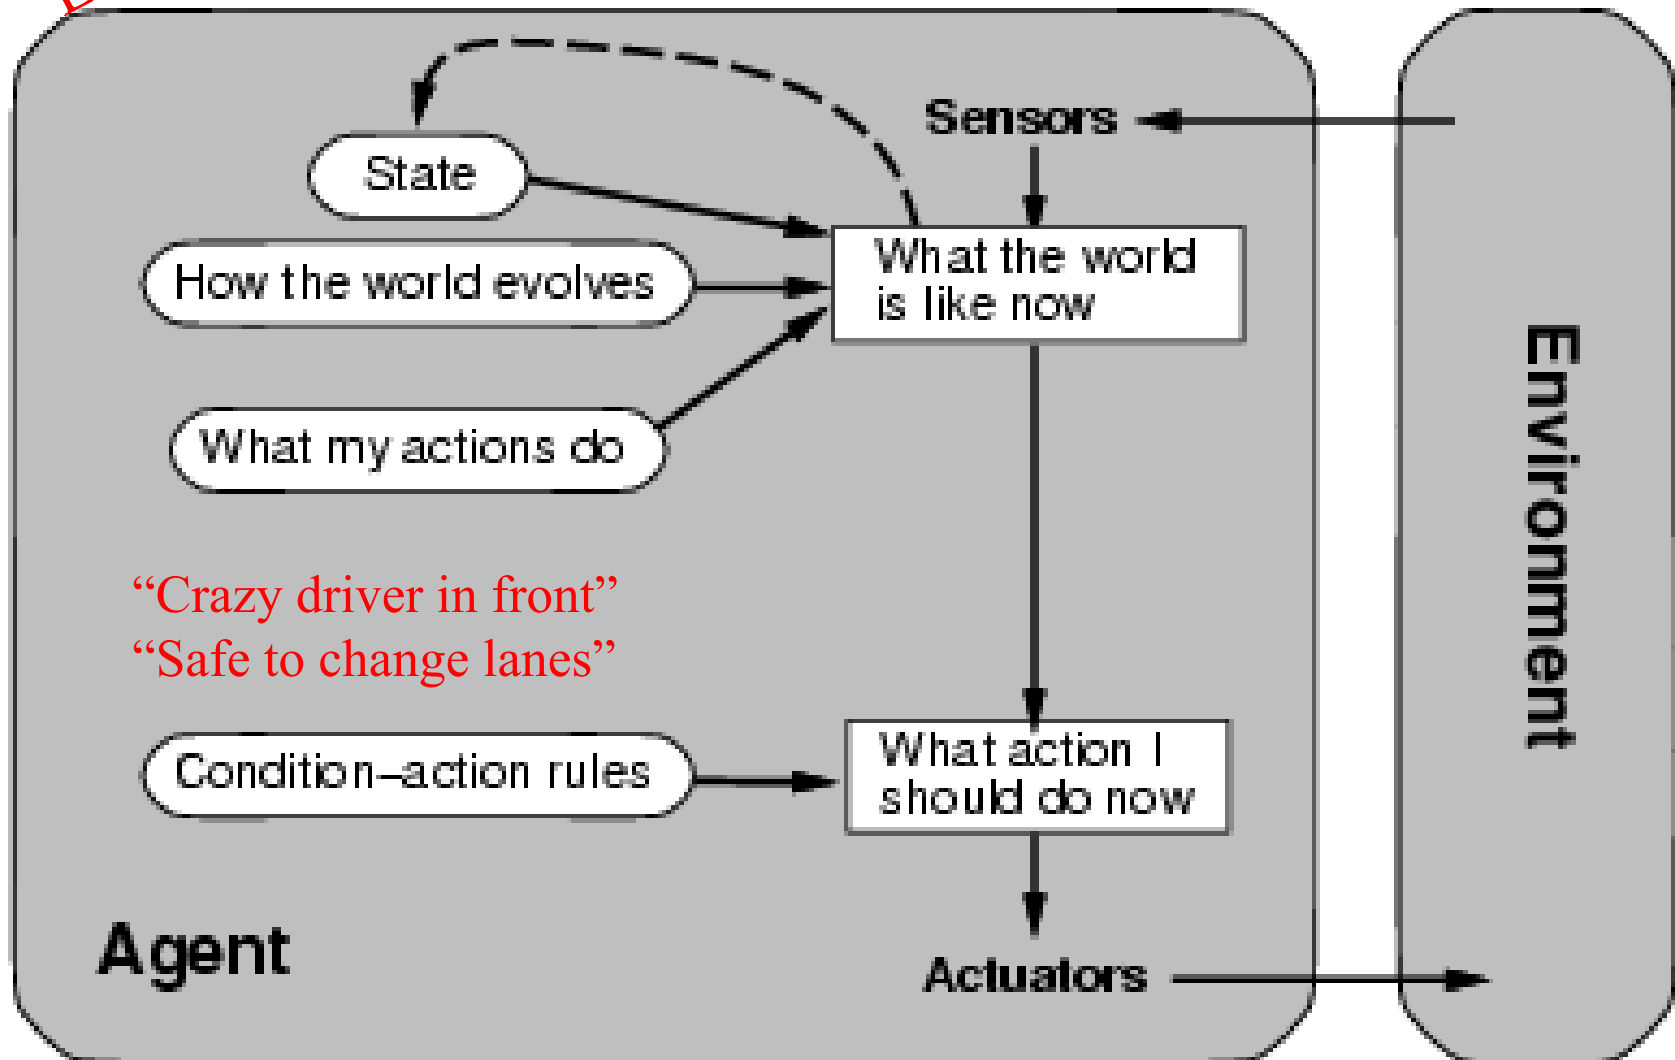 Sensors
State
What the world
is like now
How the world evolves
What my actions do
“Crazy driver in front”
“Safe to change lanes”
Condition–action rules
What action I
should do now
Agent
Actuators
Environment